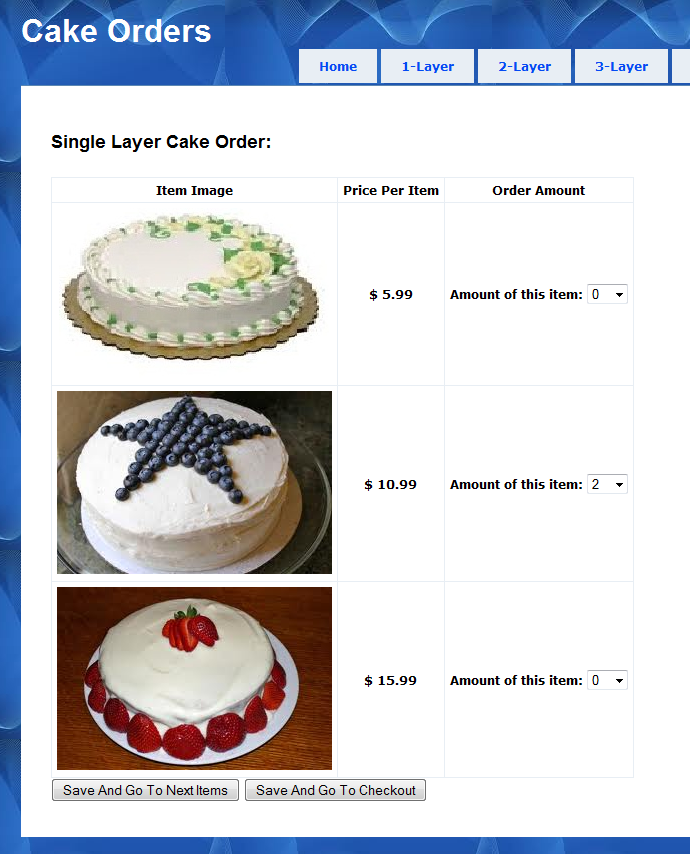 Cake Orders
Home 1-Layer 2-Layer 3-Layer
Single Layer Cake Order:
Item Image Price Per Item Order Amount
$ 5.99 Amount of this item: 0
$ 10.99 Amount of this item: 2
$ 15.99 Amount of this item: 0
Save And Go To Next Items Save And Go To Checkout